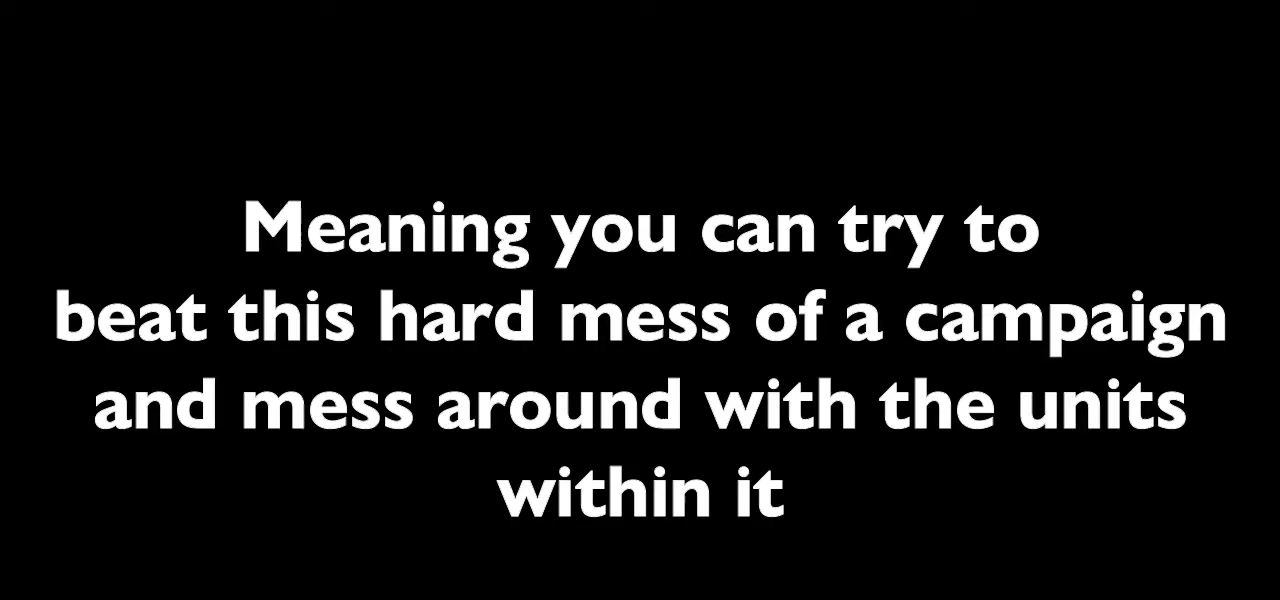 Meaning you can try to
beat this hard mess of a campaign
and mess around with the units
within it